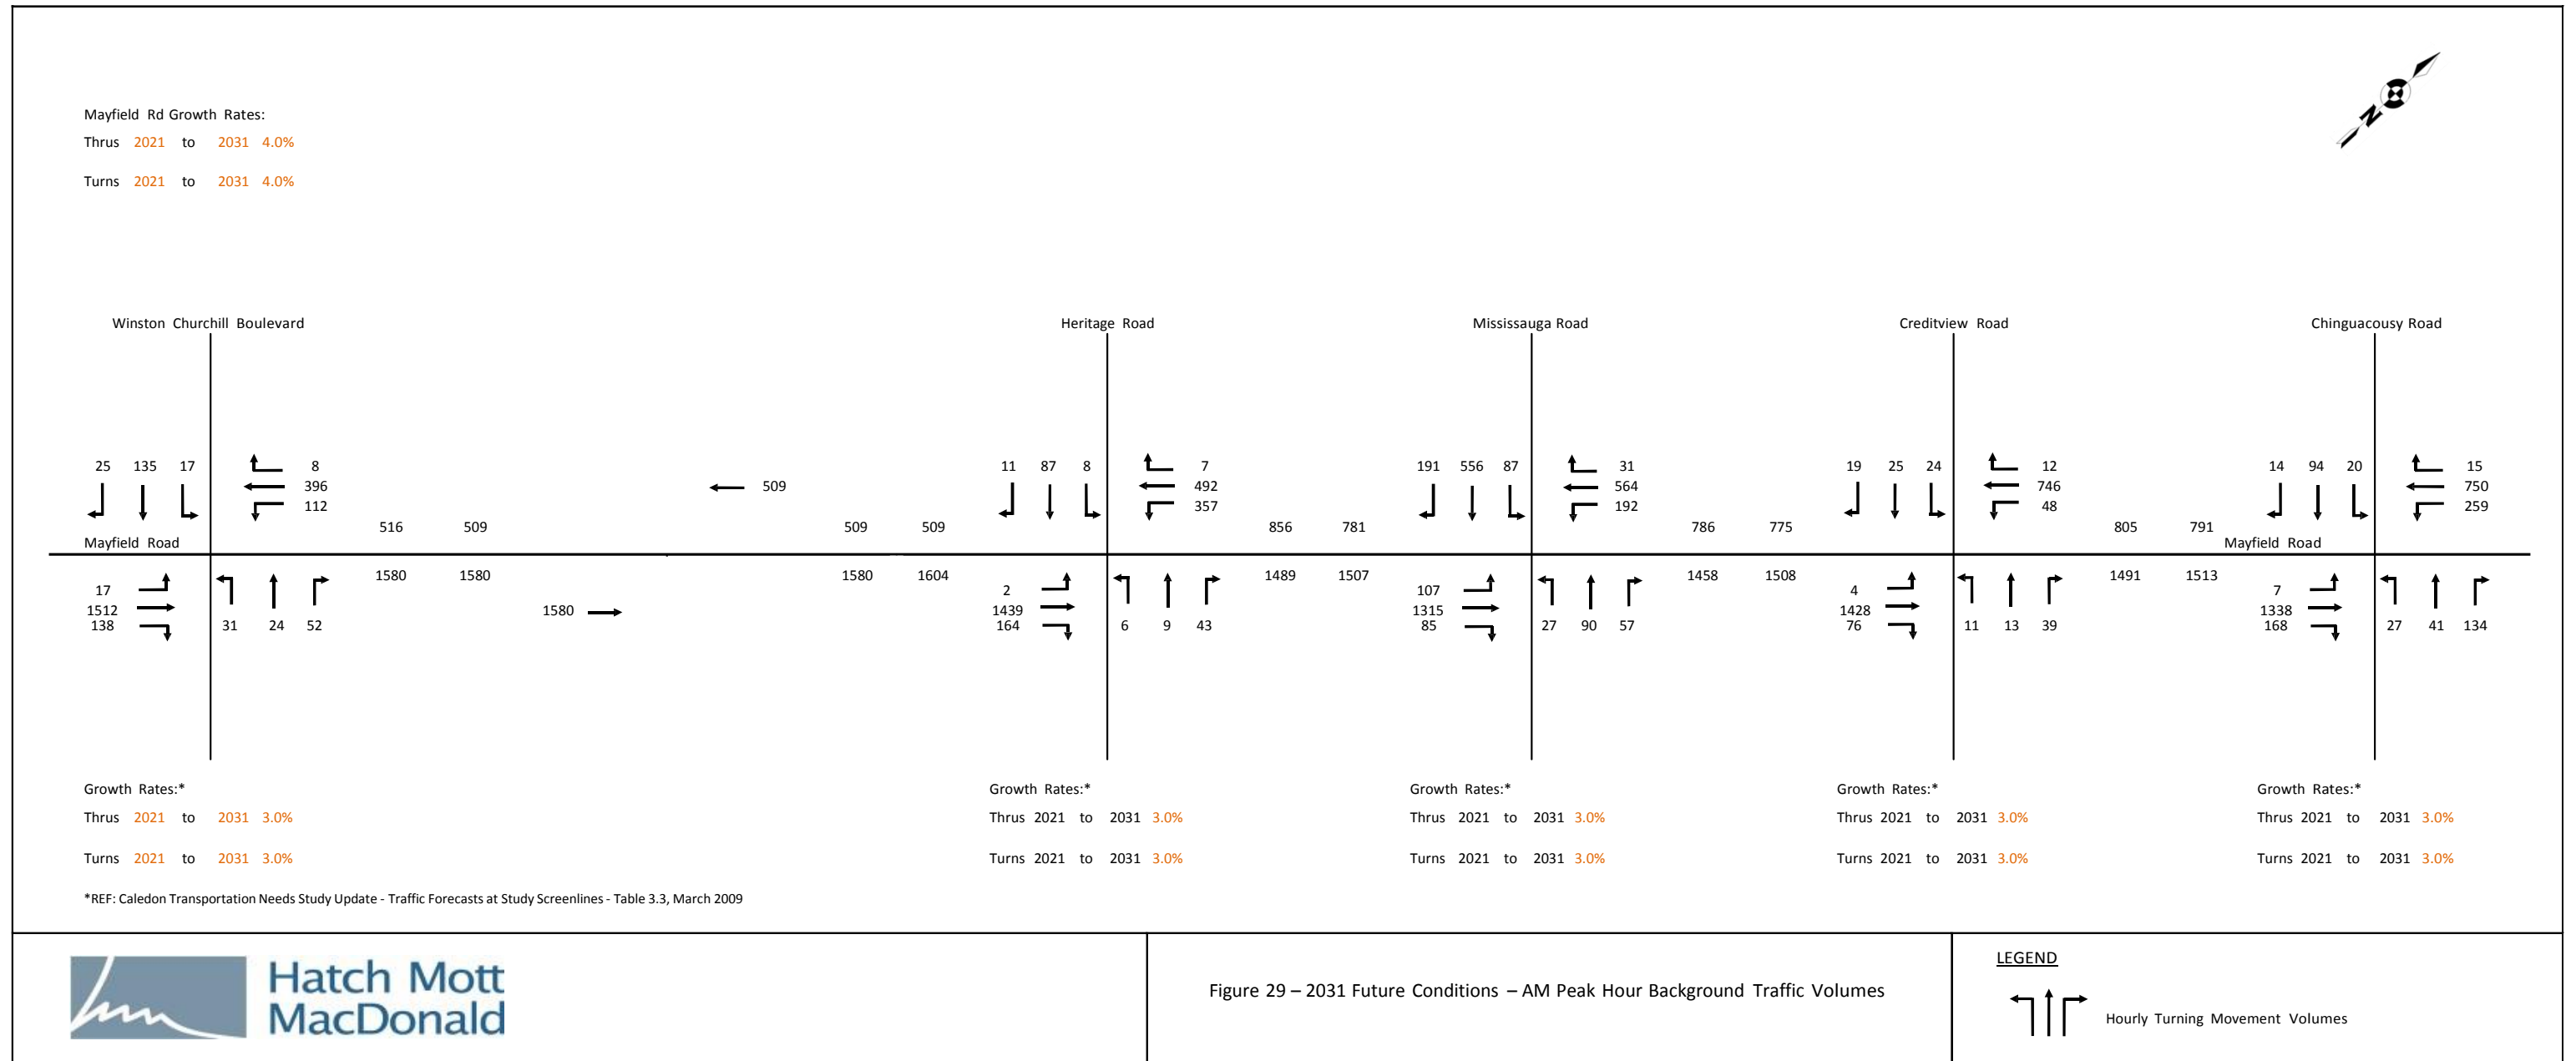 Mayfield Rd Growth Rates:
Thrus 2021 to 2031 4.0%
Turns 2021 to 2031 4.0%
N
Winston Churchill Boulevard Heritage Road Mississauga Road Creditview Road Chinguacousy Road
25 135 17 8 11 87 8 7 191 556 87 31 19 25 24 12 14 94 20 15
396 509 492 564 746 750
112 357 192 48 259
516 509 509 509 856 781 786 775 805 791
Mayfield Road Mayfield Road
1580 1580 1580 1604 1489 1507 1458 1508 1491 1513
17 2 107 4 7
1512 1580 1439 1315 1428 1338
138 31 24 52 164 6 9 43 85 27 90 57 76 11 13 39 168 27 41 134
Growth Rates:* Growth Rates:* Growth Rates:* Growth Rates:* Growth Rates:*
Thrus 2021 to 2031 3.0% Thrus 2021 to 2031 3.0% Thrus 2021 to 2031 3.0% Thrus 2021 to 2031 3.0% Thrus 2021 to 2031 3.0%
Turns 2021 to 2031 3.0% Turns 2021 to 2031 3.0% Turns 2021 to 2031 3.0% Turns 2021 to 2031 3.0% Turns 2021 to 2031 3.0%
*REF: Caledon Transportation Needs Study Update - Traffic Forecasts at Study Screenlines - Table 3.3, March 2009
Hatch Mott
MacDonald
Figure 29 – 2031 Future Conditions – AM Peak Hour Background Traffic Volumes
LEGEND
Hourly Turning Movement Volumes